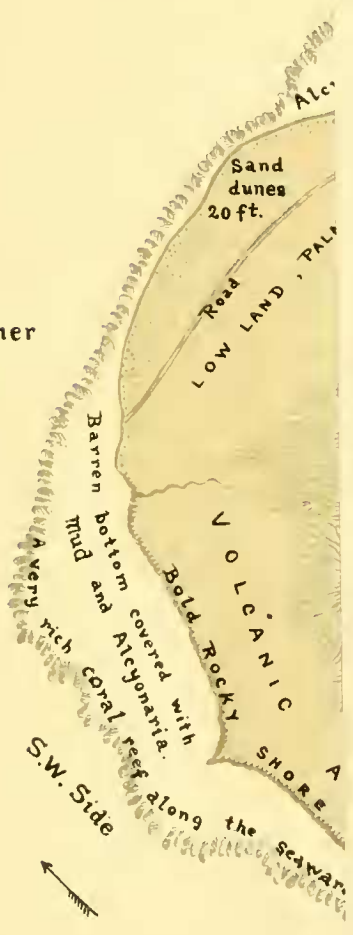 Alc
Sand
dunes
20 ft.
Road
LOW LAND, PALA
ner
Barren bottom covered with
Mud and Alcyonaria.
VOLCANIC
A
BOLD ROCKY SHORE
A very rich coral reef along the seawar
S.W. Side